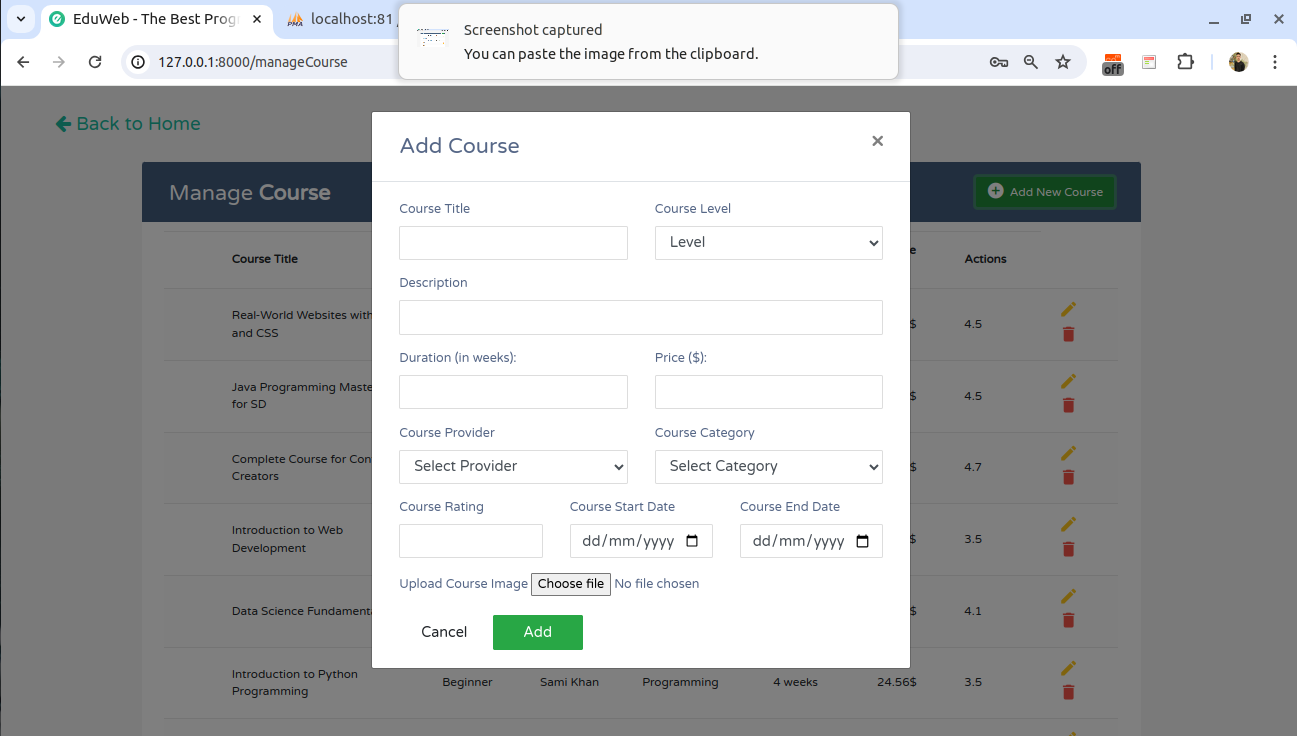 EduWeb - The Best Prog
localhost:81
Screenshot captured
You can paste the image from the clipboard.
127.0.0.1:8000/manageCourse
off
Back to Home
Manage Course
Add New Course
Add Course
Course Title
Course Level
Level
Description
Duration (in weeks):
Price ($):
Course Provider
Course Category
Select Provider
Select Category
Course Rating
Course Start Date
Course End Date
dd/mm/yyyy
dd/mm/yyyy
Upload Course Image Choose file No file chosen
Cancel
Add
Course Title
e
Actions
Real-World Websites with
and CSS
$
4.5
Java Programming Maste
for SD
$
4.5
Complete Course for Con
Creators
$
4.7
Introduction to Web
Development
$
3.5
Data Science Fundament
$
4.1
Introduction to Python
Programming
Beginner
Sami Khan
Programming
4 weeks
24.56$
3.5